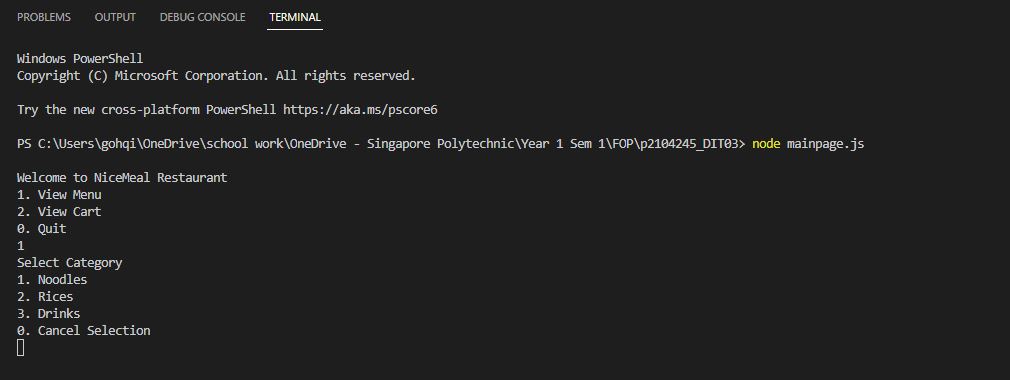 PROBLEMS OUTPUT DEBUG CONSOLE TERMINAL
Windows PowerShell
Copyright (C) Microsoft Corporation. All rights reserved.
Try the new cross-platform PowerShell https://aka.ms/pscore6
PS C:\Users\gohqi\OneDrive\school work\OneDrive - Singapore Polytechnic\Year 1 Sem 1\FOP\p2104245_DIT03> node mainpage.js
Welcome to NiceMeal Restaurant
1. View Menu
2. View Cart
0. Quit
1
Select Category
1. Noodles
2. Rices
3. Drinks
0. Cancel Selection